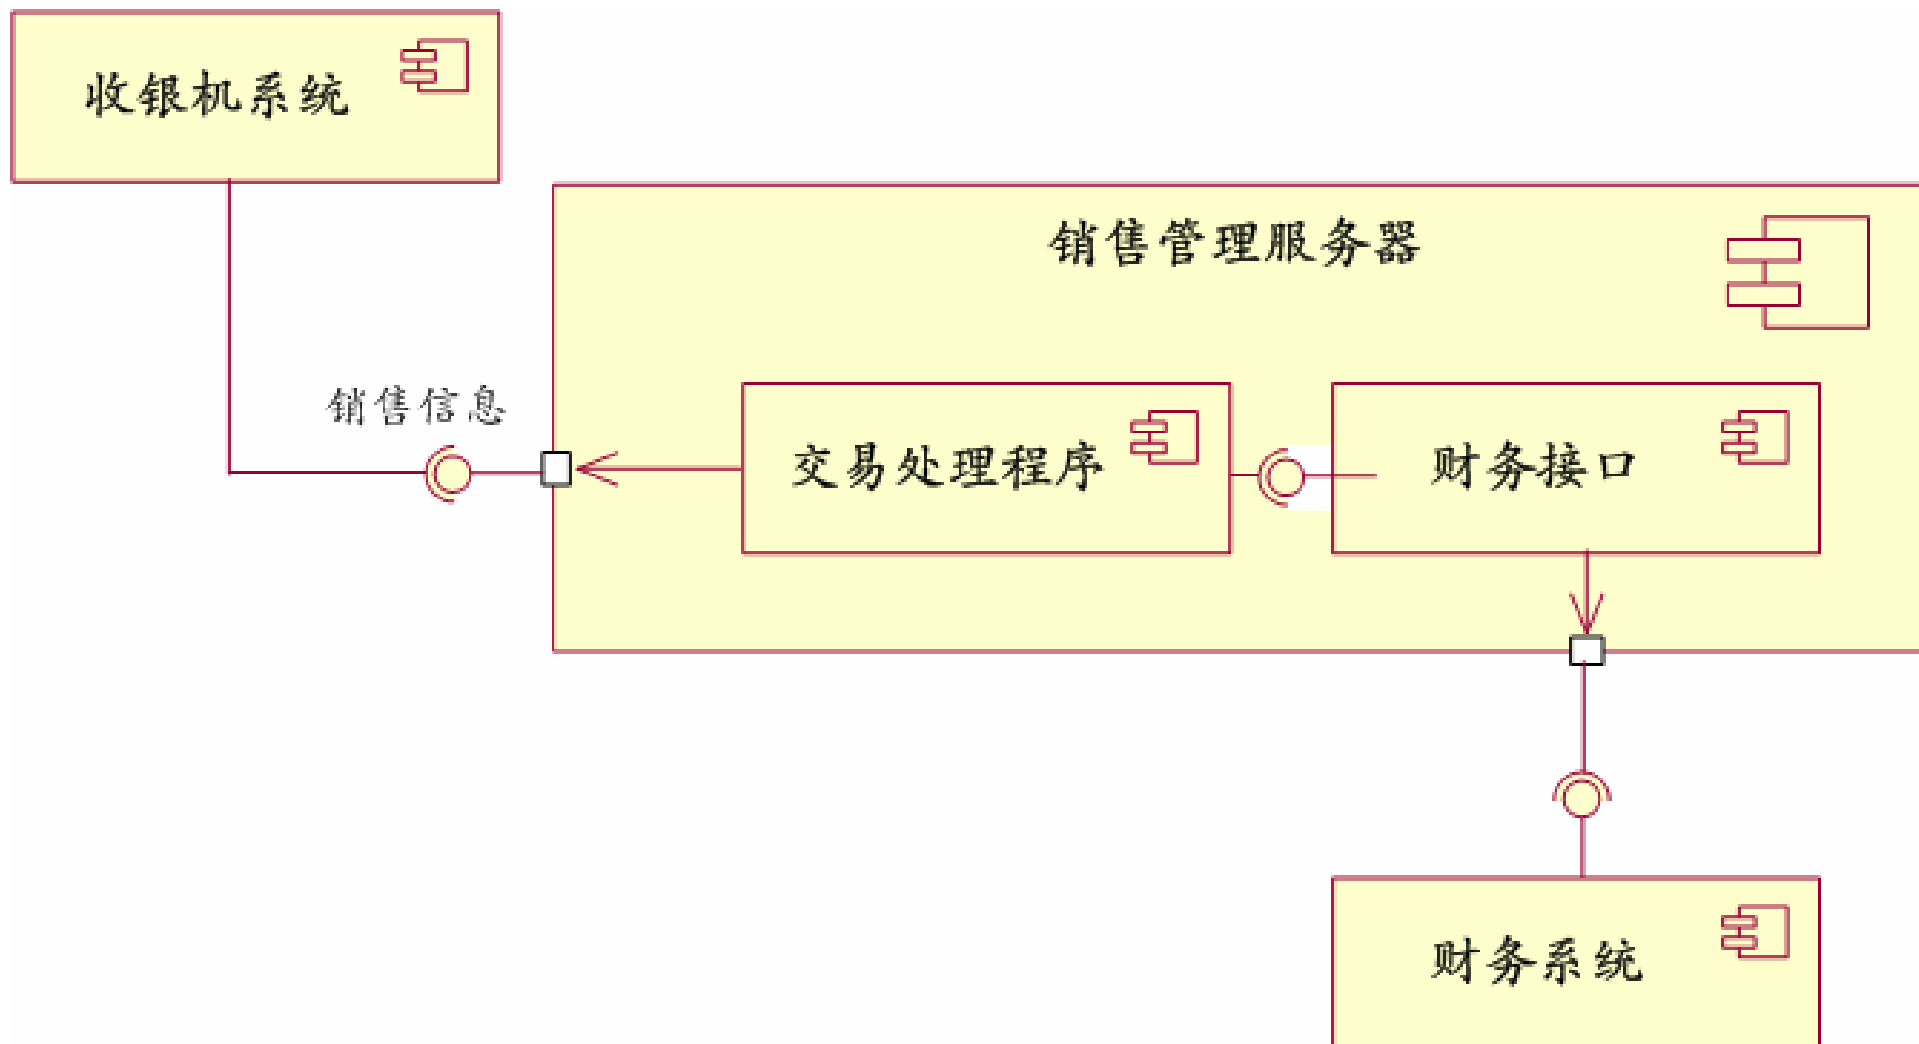 收银机系统
销售管理服务器
销售信息
交易处理程序
财务接口
财务系统